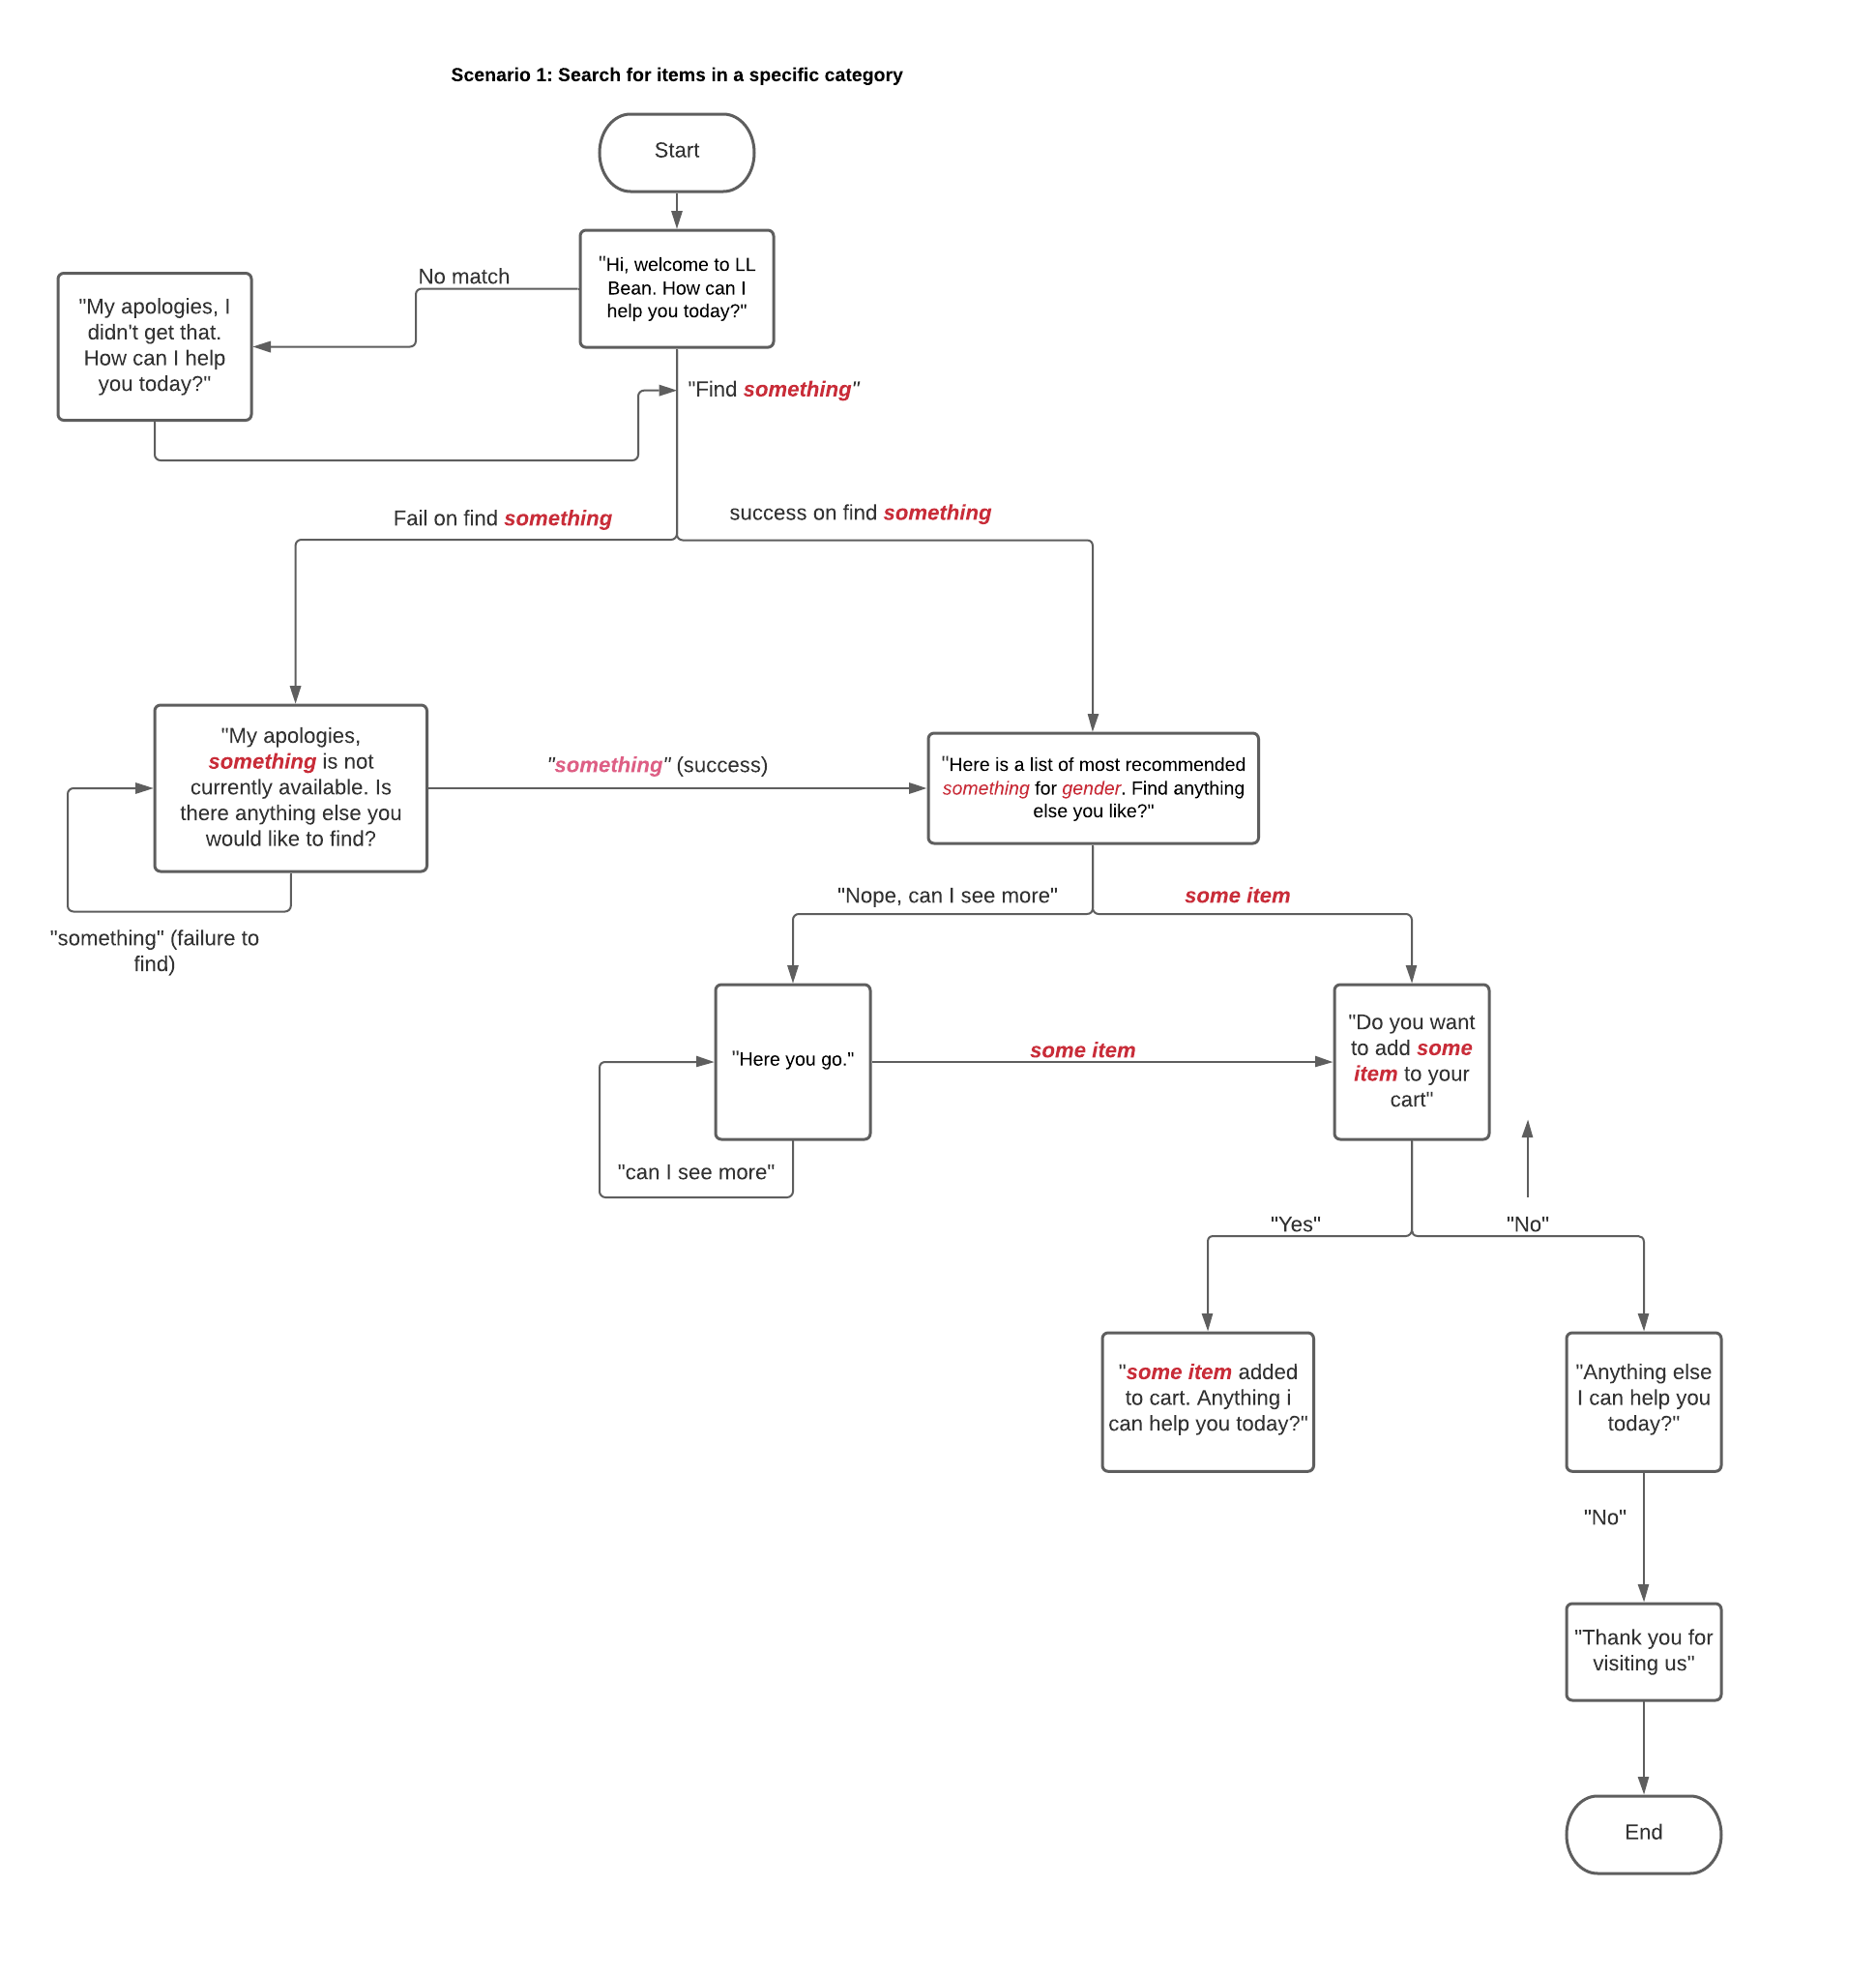 Scenario 1: Search for items in a specific category
Start
"Hi, welcome to LL
Bean. How can I
help you today?"
No match
"My apologies, I
didn't get that.
How can I help
you today?"
"Find something"
Fail on find something
success on find something
"My apologies,
something is not
currently available. Is
there anything else you
would like to find?
"something" (success)
"Here is a list of most recommended
something for gender. Find anything
else you like?"
"something" (failure to
find)
"Nope, can I see more"
some item
"Here you go."
some item
"Do you want
to add some
item to your
cart"
"can I see more"
"Yes"
"No"
"some item added
to cart. Anything i
can help you today?"
"Anything else
I can help you
today?"
"No"
"Thank you for
visiting us"
End